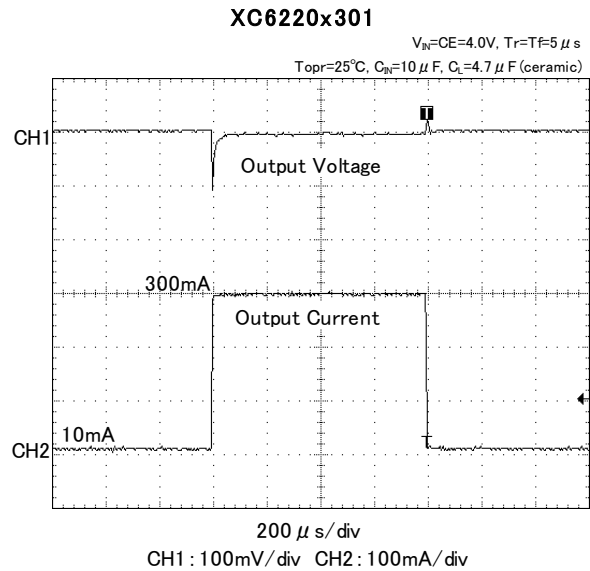 XC6220x301
V_IN=CE=4.0V, Tr=Tf=5μs
Topr=25°C, C_IN=10μF, C_L=4.7μF (ceramic)
T
CH1
Output Voltage
300mA
Output Current
10mA
T
CH2
200μs/div
CH1:100mV/div CH2:100mA/div